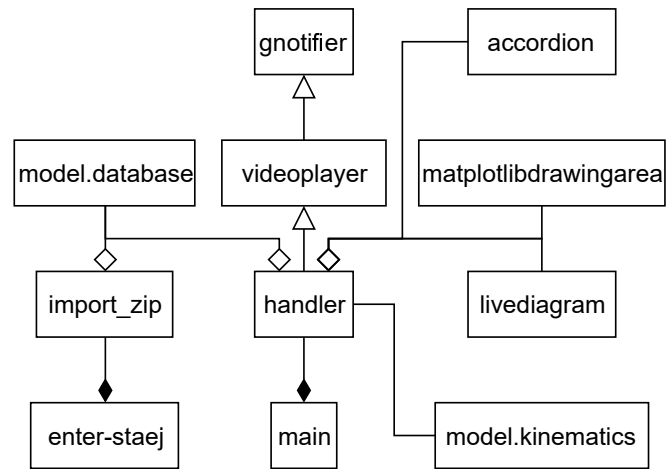 gnotifier
accordion
model.database
videoplayer
matplotlibdrawingarea
import_zip
handler
livediagram
enter-staej
main
model.kinematics